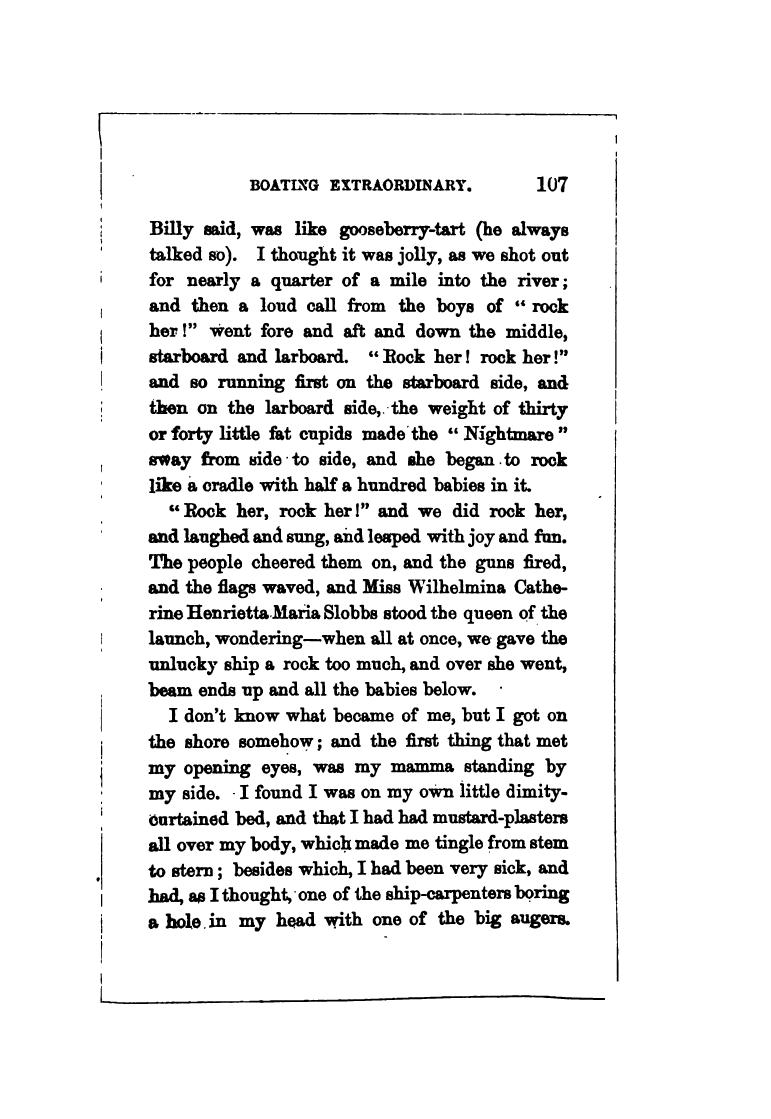 BOATING EXTRAORDINARY. 107
Billy said, was like gooseberry-tart (he always
talked so). I thought it was jolly, as we shot out
for nearly a quarter of a mile into the river;
and then a loud call from the boys of “ rock
her!” went fore and aft and down the middle,
starboard and larboard. “Rock her! rock her!”
and so running first on the starboard side, and
then on the larboard side, the weight of thirty
or forty little fat cupids made the “ Nightmare ”
sway from side to side, and she began to rock
like a cradle with half a hundred babies in it.
“Rock her, rock her!” and we did rock her,
and laughed and sung, and leaped with joy and fun.
The people cheered them on, and the guns fired,
and the flags waved, and Miss Wilhelmina Cathe-
rine Henrietta Maria Slobbs stood the queen of the
launch, wondering—when all at once, we gave the
unlucky ship a rock too much, and over she went,
beam ends up and all the babies below.
I don’t know what became of me, but I got on
the shore somehow; and the first thing that met
my opening eyes, was my mamma standing by
my side. I found I was on my own little dimity-
curtained bed, and that I had had mustard-plasters
all over my body, which made me tingle from stem
to stern; besides which, I had been very sick, and
had, as I thought, one of the ship-carpenters boring
a hole in my head with one of the big augers.